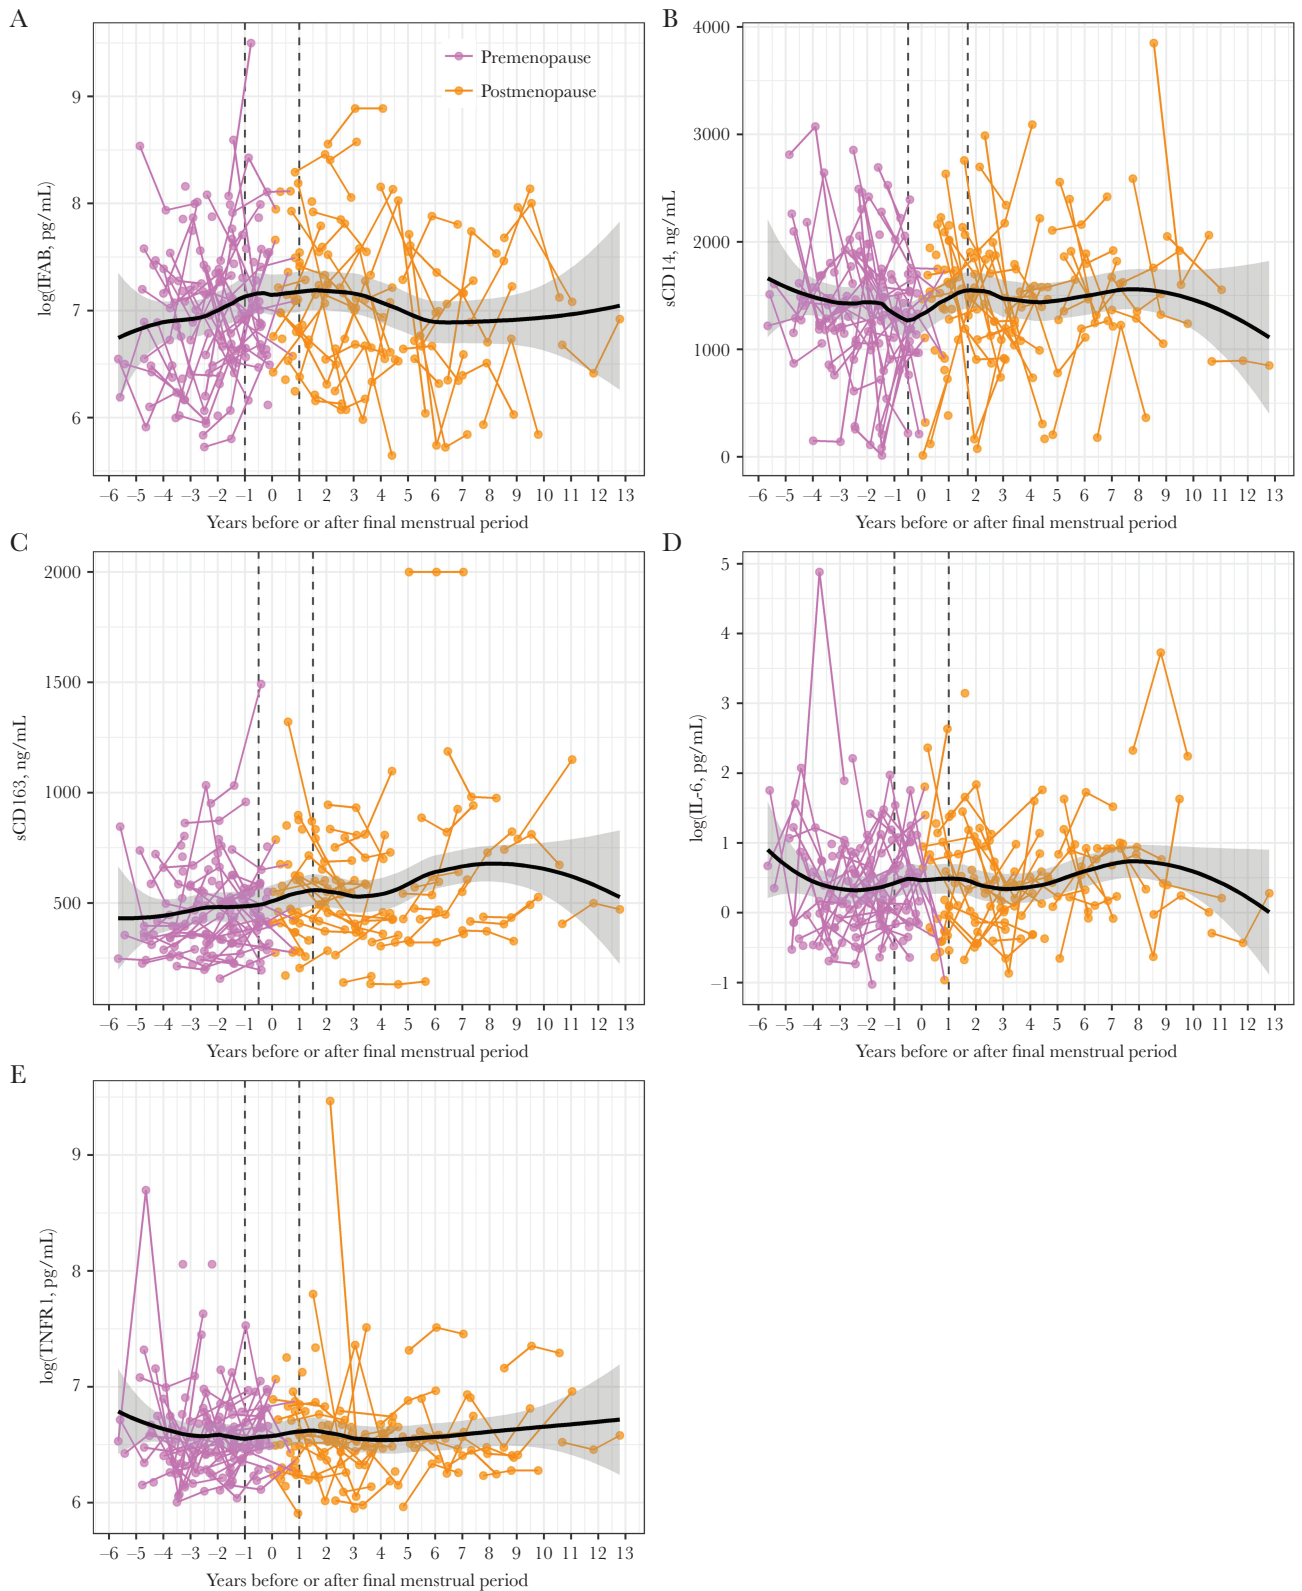 A
log(IFAB, pg/mL)
9
8
7
6
Premenopause
Postmenopause
–6 –5 –4 –3 –2 –1 0 1 2 3 4 5 6 7 8 9 10 11 12 13
Years before or after final menstrual period
B
sCD14, ng/mL
4000
3000
2000
1000
0
–6 –5 –4 –3 –2 –1 0 1 2 3 4 5 6 7 8 9 10 11 12 13
Years before or after final menstrual period
C
sCD163, ng/mL
2000
1500
1000
500
–6 –5 –4 –3 –2 –1 0 1 2 3 4 5 6 7 8 9 10 11 12 13
Years before or after final menstrual period
D
log(IL-6, pg/mL)
5
4
3
2
1
0
–1
–6 –5 –4 –3 –2 –1 0 1 2 3 4 5 6 7 8 9 10 11 12 13
Years before or after final menstrual period
E
log(TNFR1, pg/mL)
9
8
7
6
–6 –5 –4 –3 –2 –1 0 1 2 3 4 5 6 7 8 9 10 11 12 13
Years before or after final menstrual period